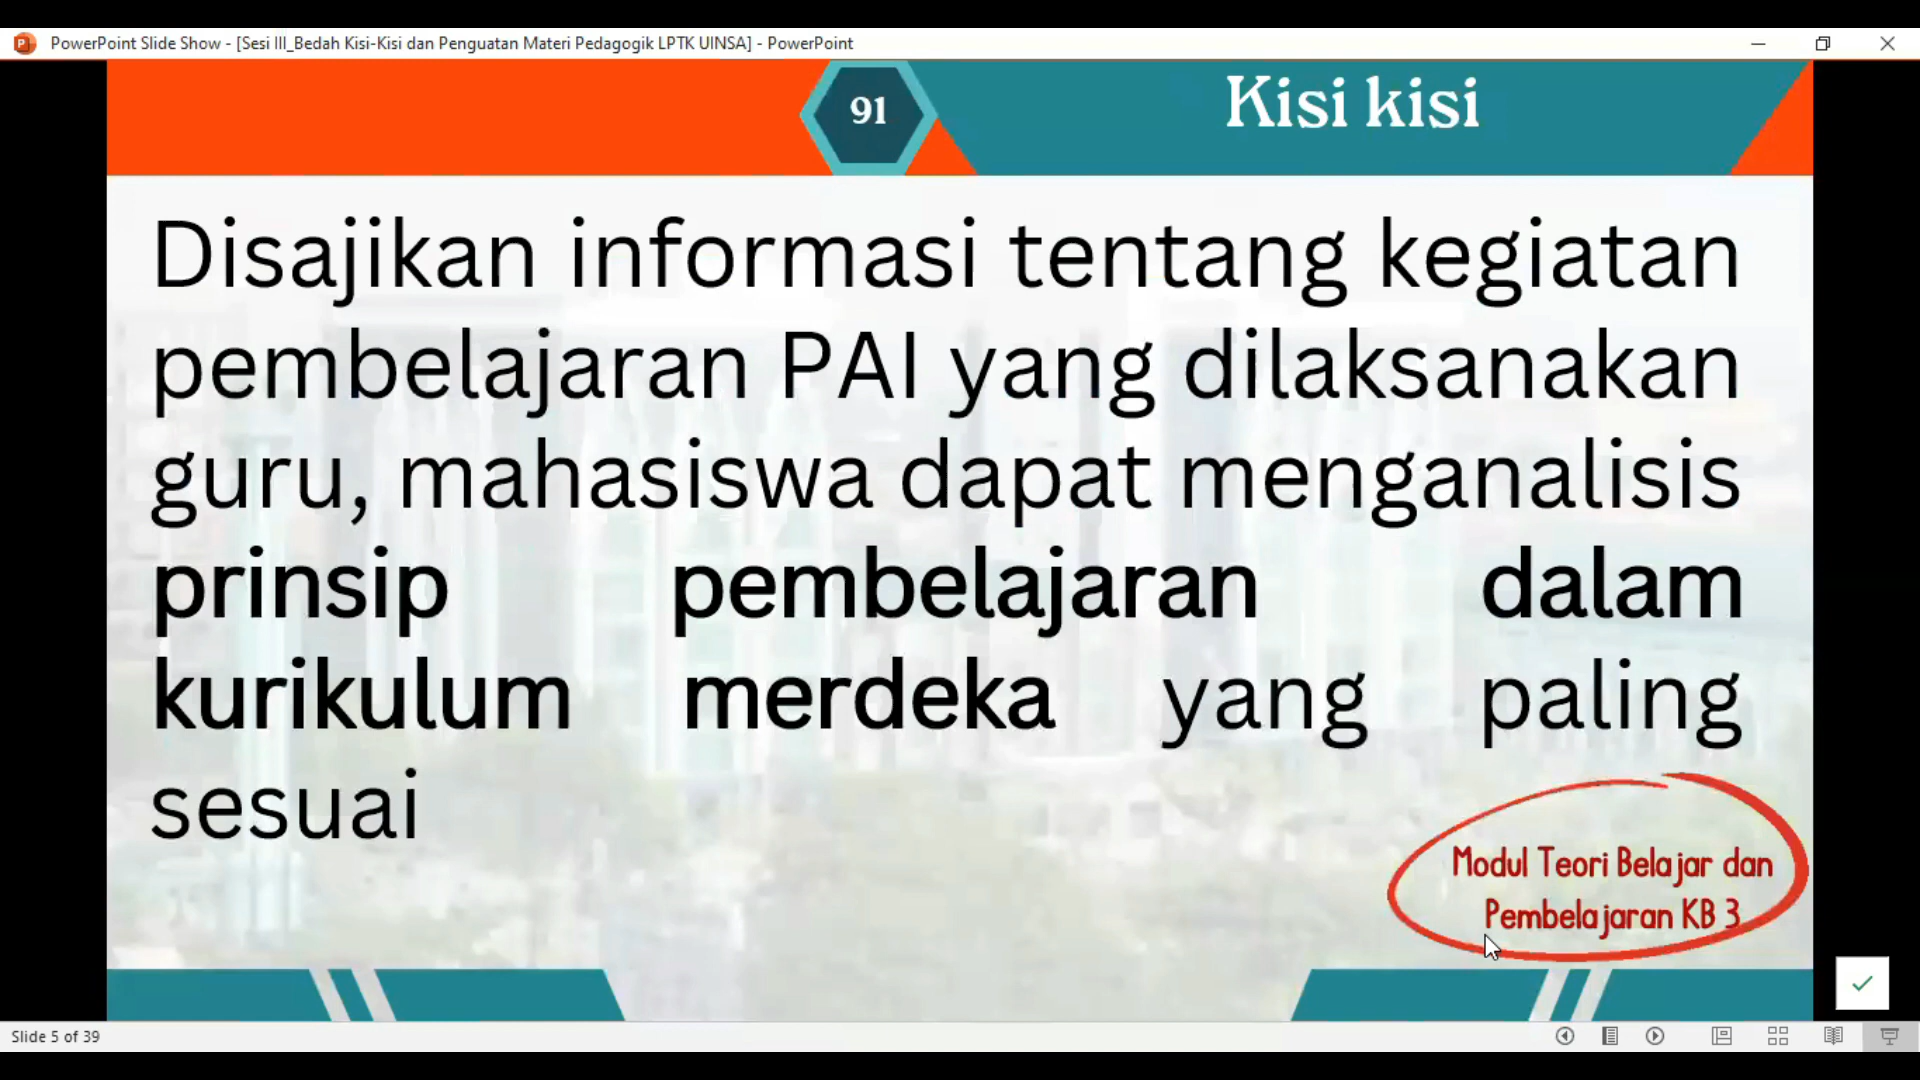 PowerPoint Slide Show - [Sesi III_Bedah Kisi-Kisi dan Penguatan Materi Pedagogik LPTK UINSA] - PowerPoint
91
Kisi kisi
Disajikan informasi tentang kegiatan
pembelajaran PAI yang dilaksanakan
guru, mahasiswa dapat menganalisis
prinsip pembelajaran dalam
kurikulum merdeka yang paling
sesuai
Modul Teori Belajar dan
Pembelajaran KB 3
Slide 5 of 39